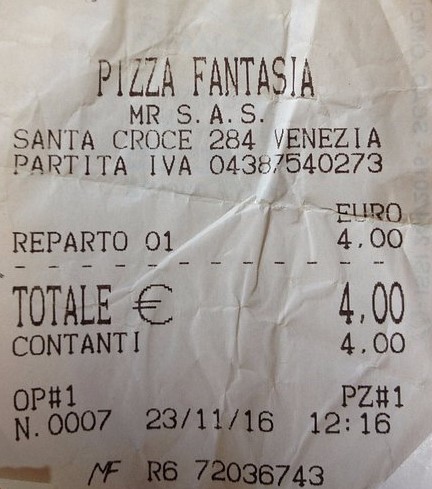 PIZZA FANTASIA
MR S.A.S.
SANTA CROCE 284 VENEZIA
PARTITA IVA 04387540273
EURO
REPARTO 01 4.00
TOTALE € 4,00
CONTANTI 4.00
OP#1 PZ#1
N.0007 23/11/16 12:16
MF R6 72036743